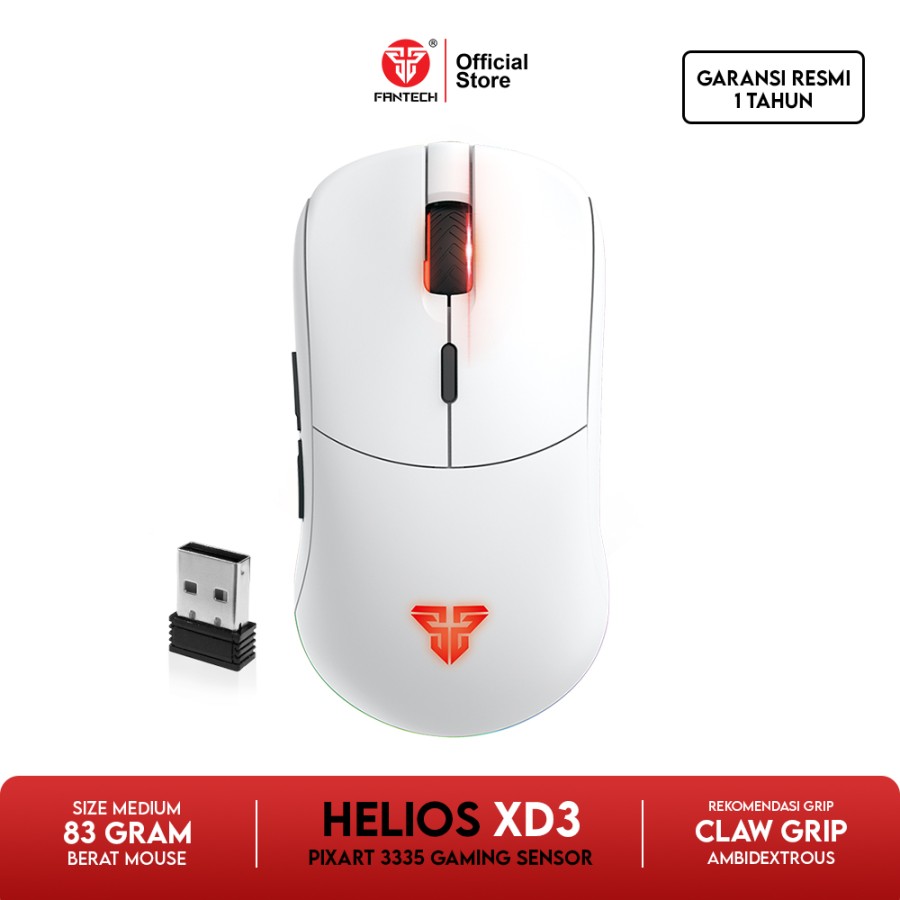 FANTECH®
Official
Store
GARANSI RESMI
1 TAHUN
SIZE MEDIUM
83 GRAM
BERAT MOUSE
HELIOS XD3
PIXART 3335 GAMING SENSOR
REKOMENDASI GRIP
CLAW GRIP
AMBIDEXTROUS